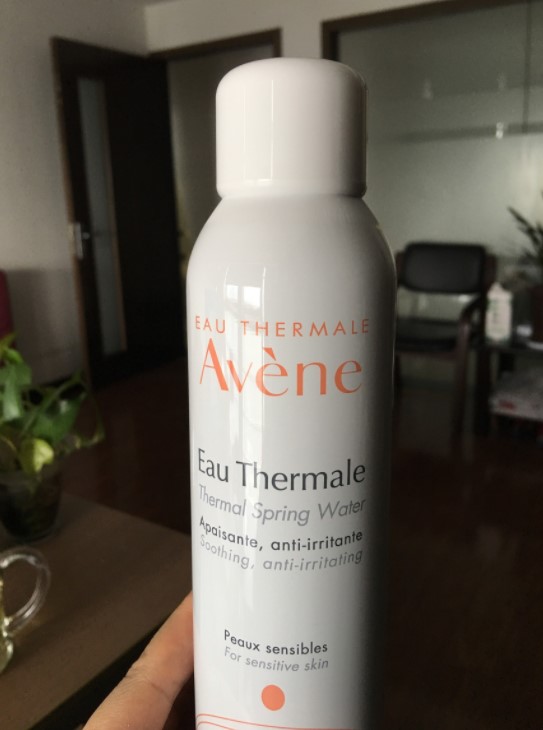 EAU THERMALE
Avène
Eau Thermale
Thermal Spring Water
Apaisante, anti-irritante
Soothing, anti-irritating
Peaux sensibles
For sensitive skin